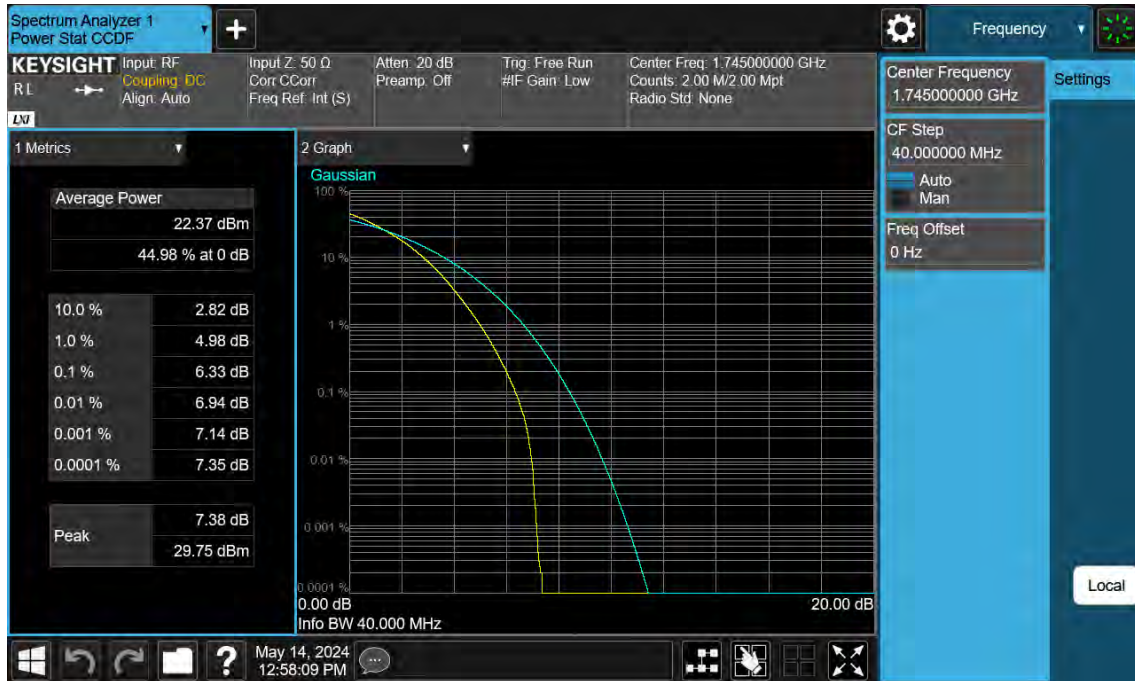 Spectrum Analyzer 1
Power Stat CCDF
Frequency
KEYSIGHT
R L
LXI
Input: RF
Coupling: DC
Align: Auto
Input Z: 50 Ω
Corr CCorr
Freq Ref: Int (S)
Atten: 20 dB
Preamp: Off
Trig: Free Run
#IF Gain: Low
Center Freq: 1.745000000 GHz
Counts: 2.00 M/2.00 Mpt
Radio Std: None
Center Frequency
1.745000000 GHz
Settings
CF Step
40.000000 MHz
Auto
Man
Freq Offset
0 Hz
1 Metrics
Average Power
22.37 dBm
44.98 % at 0 dB
10.0 % 2.82 dB
1.0 % 4.98 dB
0.1 % 6.33 dB
0.01 % 6.94 dB
0.001 % 7.14 dB
0.0001 % 7.35 dB
Peak
7.38 dB
29.75 dBm
2 Graph
Gaussian
100 %
10 %
1 %
0.1 %
0.01 %
0.001 %
0.0001 %
0.00 dB 20.00 dB
Info BW 40.000 MHz
Local
?
May 14, 2024
12:58:09 PM